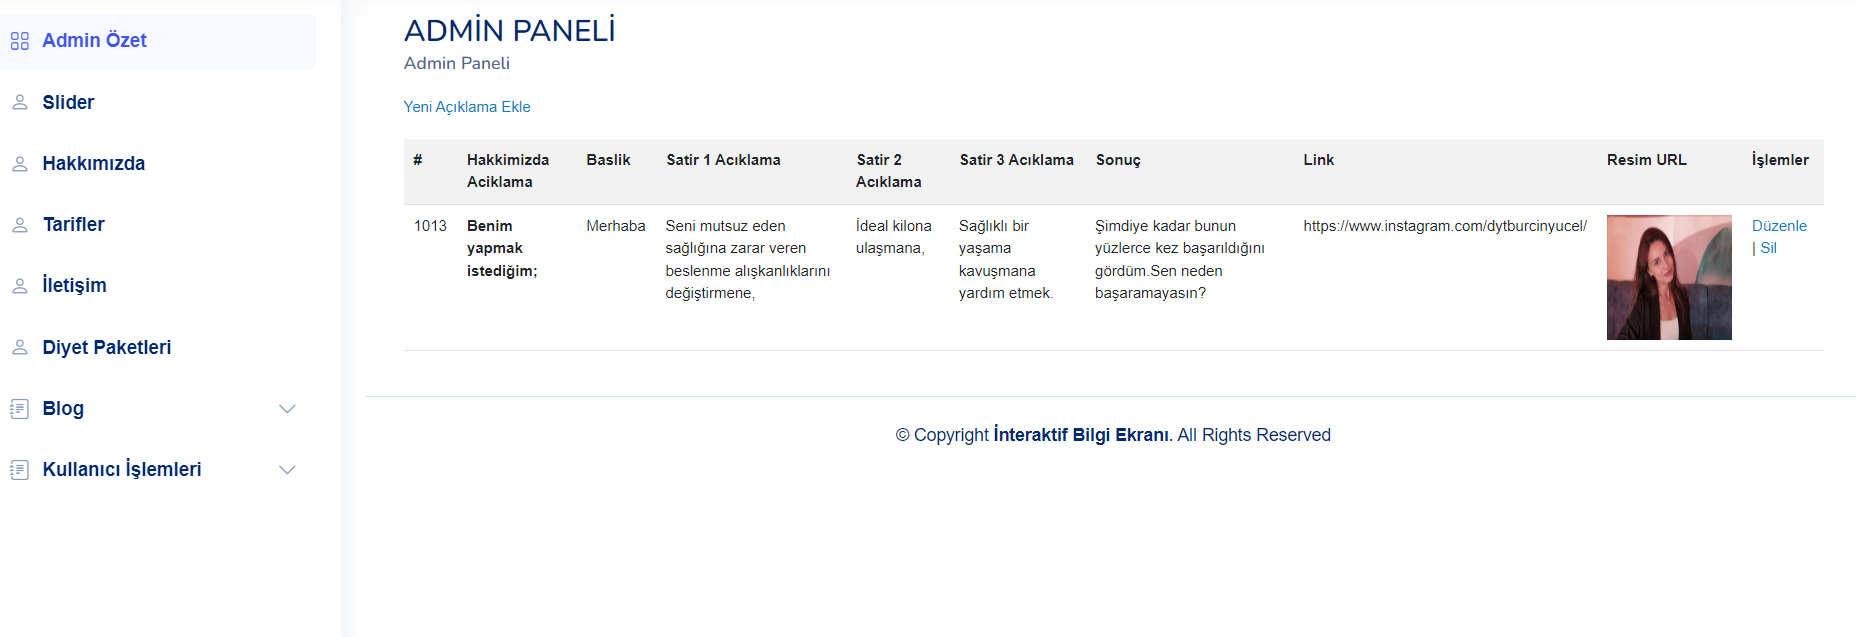 Admin Özet
Slider
Hakkımızda
Tarifler
İletişim
Diyet Paketleri
Blog
Kullanıcı İşlemleri
ADMİN PANELİ
Admin Paneli
Yeni Açıklama Ekle
# Hakkimizda Aciklama Baslik Satir 1 Acıklama Satir 2 Acıklama Satir 3 Acıklama Sonuç Link Resim URL İşlemler
1013 Benim yapmak istediğim; Merhaba Seni mutsuz eden sağlığına zarar veren beslenme alışkanlıklarını değiştirmene, İdeal kilona ulaşmana, Sağlıklı bir yaşama kavuşmana yardım etmek. Şimdiye kadar bunun yüzlerce kez başarıldığını gördüm.Sen neden başaramayasın? https://www.instagram.com/dytburcinyucel/ Düzenle | Sil
© Copyright İnteraktif Bilgi Ekranı. All Rights Reserved